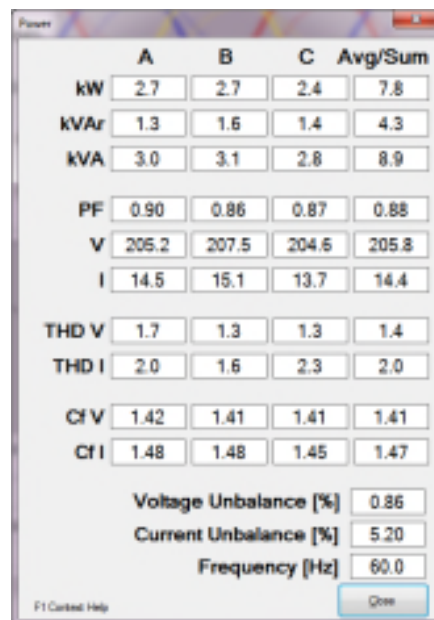 Power
A B C Avg/Sum
kW 2.7 2.7 2.4 7.8
kVAr 1.3 1.6 1.4 4.3
kVA 3.0 3.1 2.8 8.9
PF 0.90 0.86 0.87 0.88
V 205.2 207.5 204.6 205.8
I 14.5 15.1 13.7 14.4
THD V 1.7 1.3 1.3 1.4
THD I 2.0 1.6 2.3 2.0
Cf V 1.42 1.41 1.41 1.41
Cf I 1.48 1.48 1.45 1.47
Voltage Unbalance [%] 0.86
Current Unbalance [%] 5.20
Frequency [Hz] 60.0
F1 Context Help Close